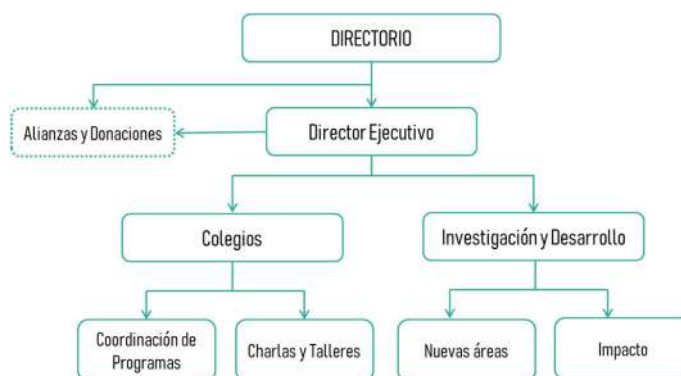 DIRECTORIO
Alianzas y Donaciones
Director Ejecutivo
Colegios
Investigación y Desarrollo
Coordinación de
Programas
Charlas y Talleres
Nuevas áreas
Impacto